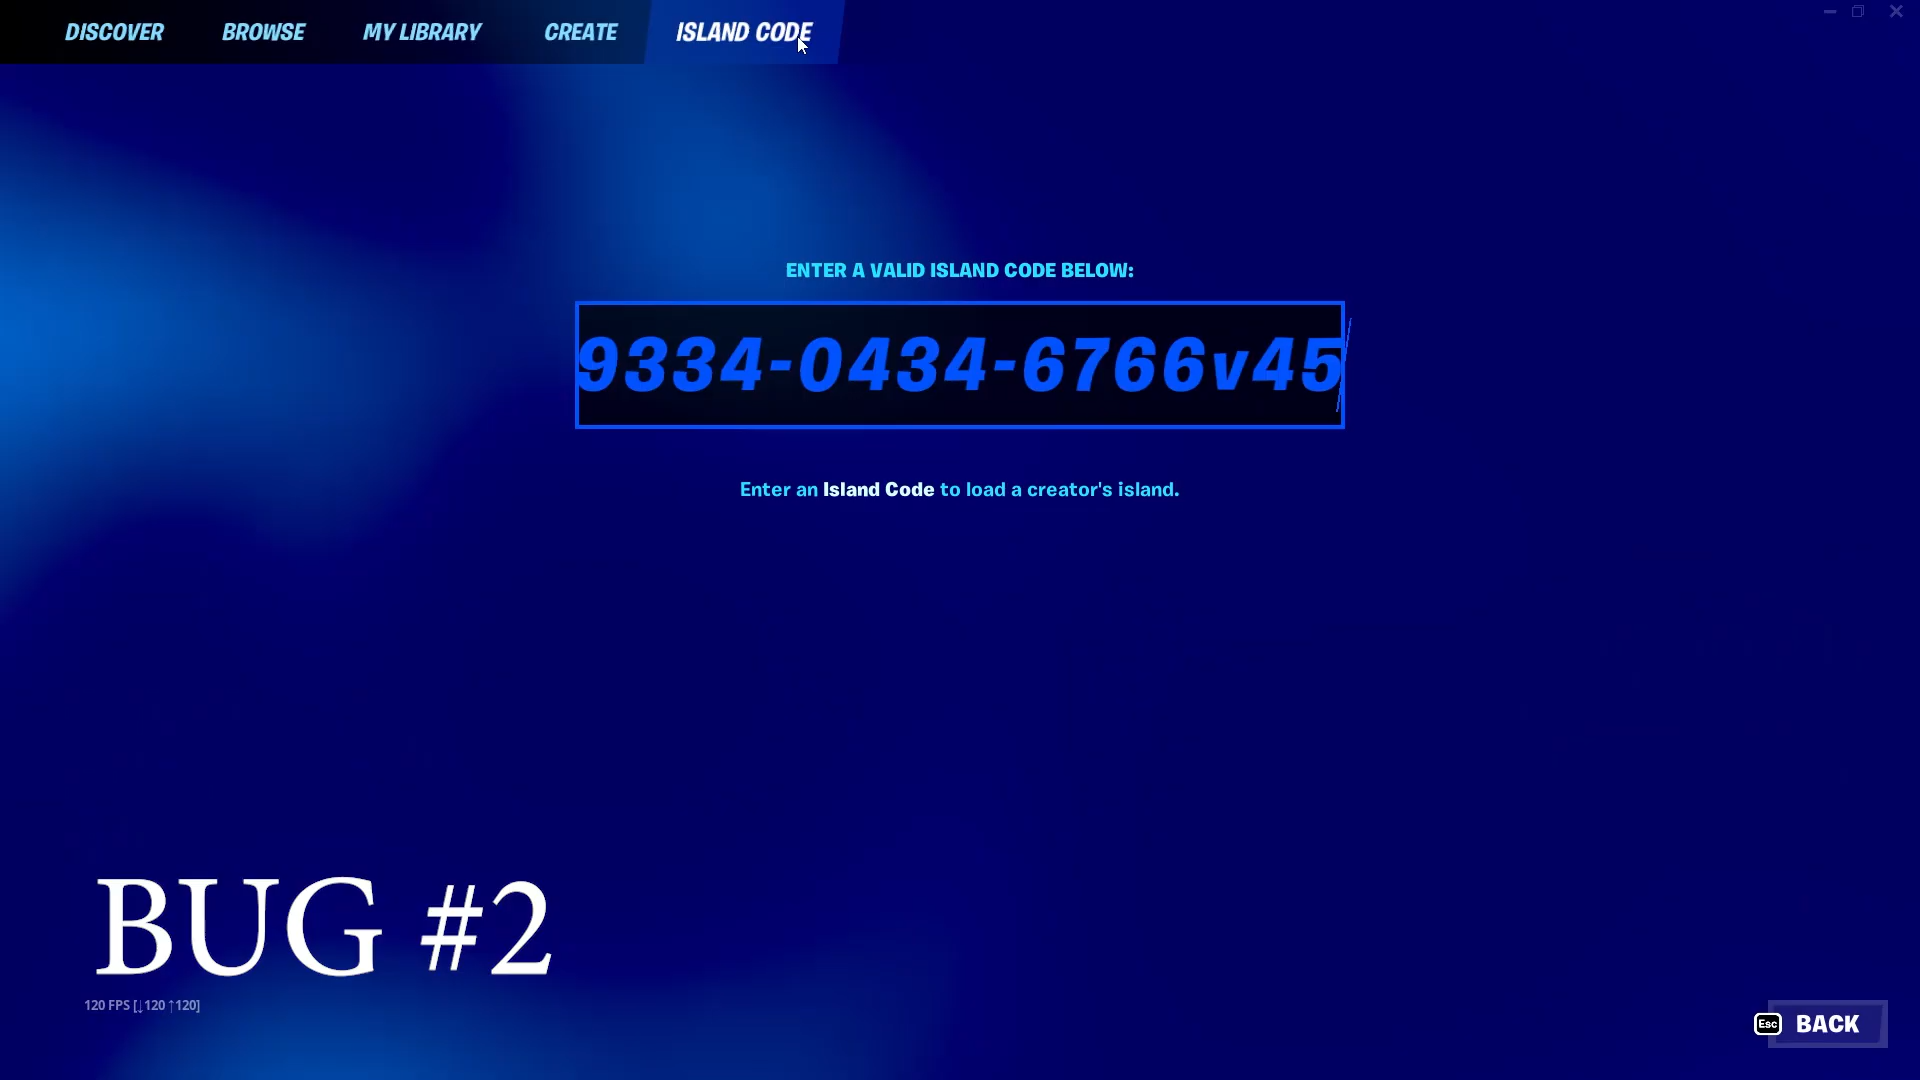 DISCOVER BROWSE MY LIBRARY CREATE ISLAND CODE
ENTER A VALID ISLAND CODE BELOW:
9334-0434-6766v45
Enter an Island Code to load a creator's island.
BUG #2
120 FPS [↓120 ↑120]
Esc BACK